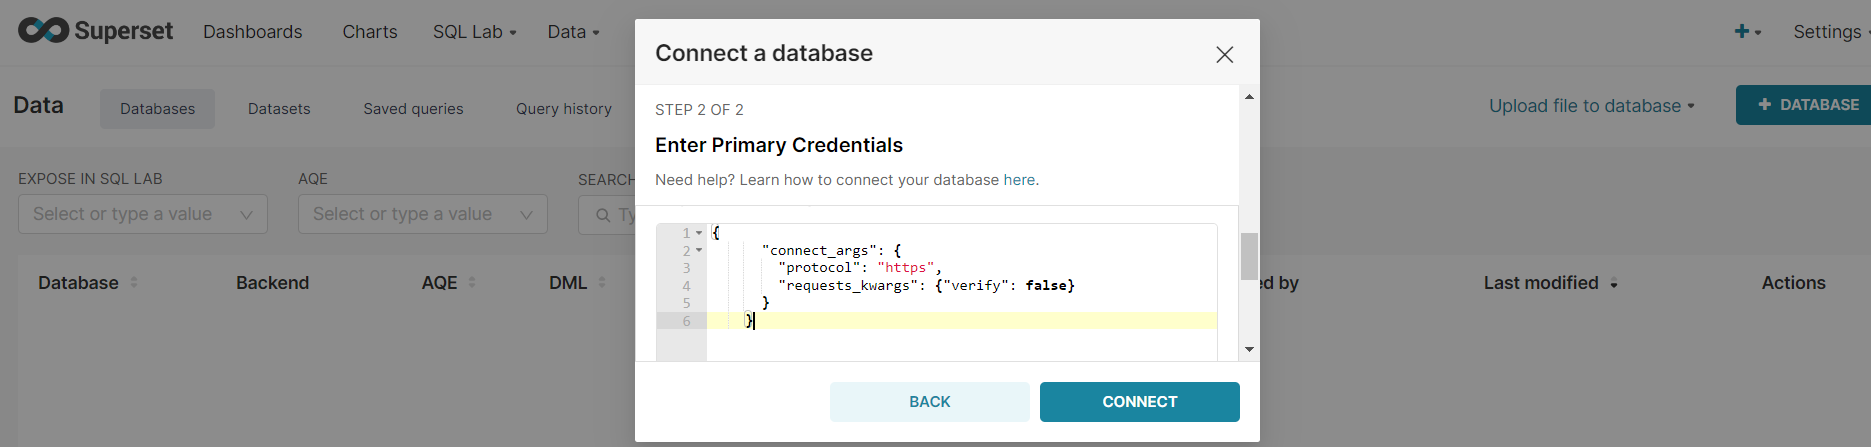 Superset Dashboards Charts SQL Lab Data Settings
Connect a database
Data Databases Datasets Saved queries Query history Upload file to database + DATABASE
STEP 2 OF 2
Enter Primary Credentials
Need help? Learn how to connect your database here.
EXPOSE IN SQL LAB AQE SEARCH
Select or type a value Select or type a value
Database Backend AQE DML by Last modified Actions
1 {
2 "connect_args": {
3 "protocol": "https",
4 "requests_kwargs": {"verify": false}
5 }
6 }
BACK CONNECT